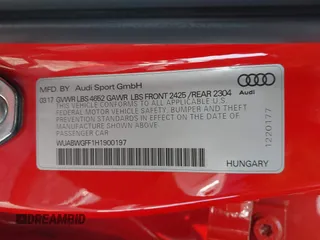 MFD. BY Audi Sport GmbH
03/17 GVWR LBS 4652 GAWR LBS FRONT 2425 /REAR 2304
THIS VEHICLE CONFORMS TO ALL APPLICABLE U.S.
FEDERAL MOTOR VEHICLE SAFETY, BUMPER AND THEFT
PREVENTION STANDARDS IN EFFECT ON THE DATE OF
MANUFACTURE SHOWN ABOVE
PASSENGER CAR
WUABWGFF1H1900197
HUNGARY
Audi
1220177
DREAMBID